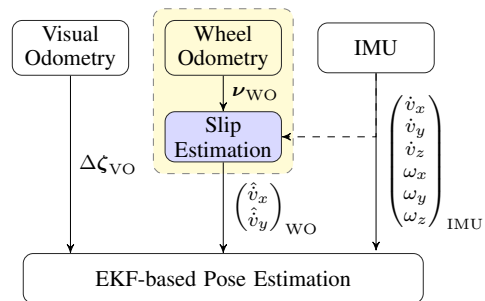 Visual
Odometry
Wheel
Odometry
IMU
ν_WO
Slip
Estimation
Δζ_VO
(v̂̇_x
v̂̇_y)_WO
(v̇_x
v̇_y
v̇_z
ω_x
ω_y
ω_z)_IMU
EKF-based Pose Estimation